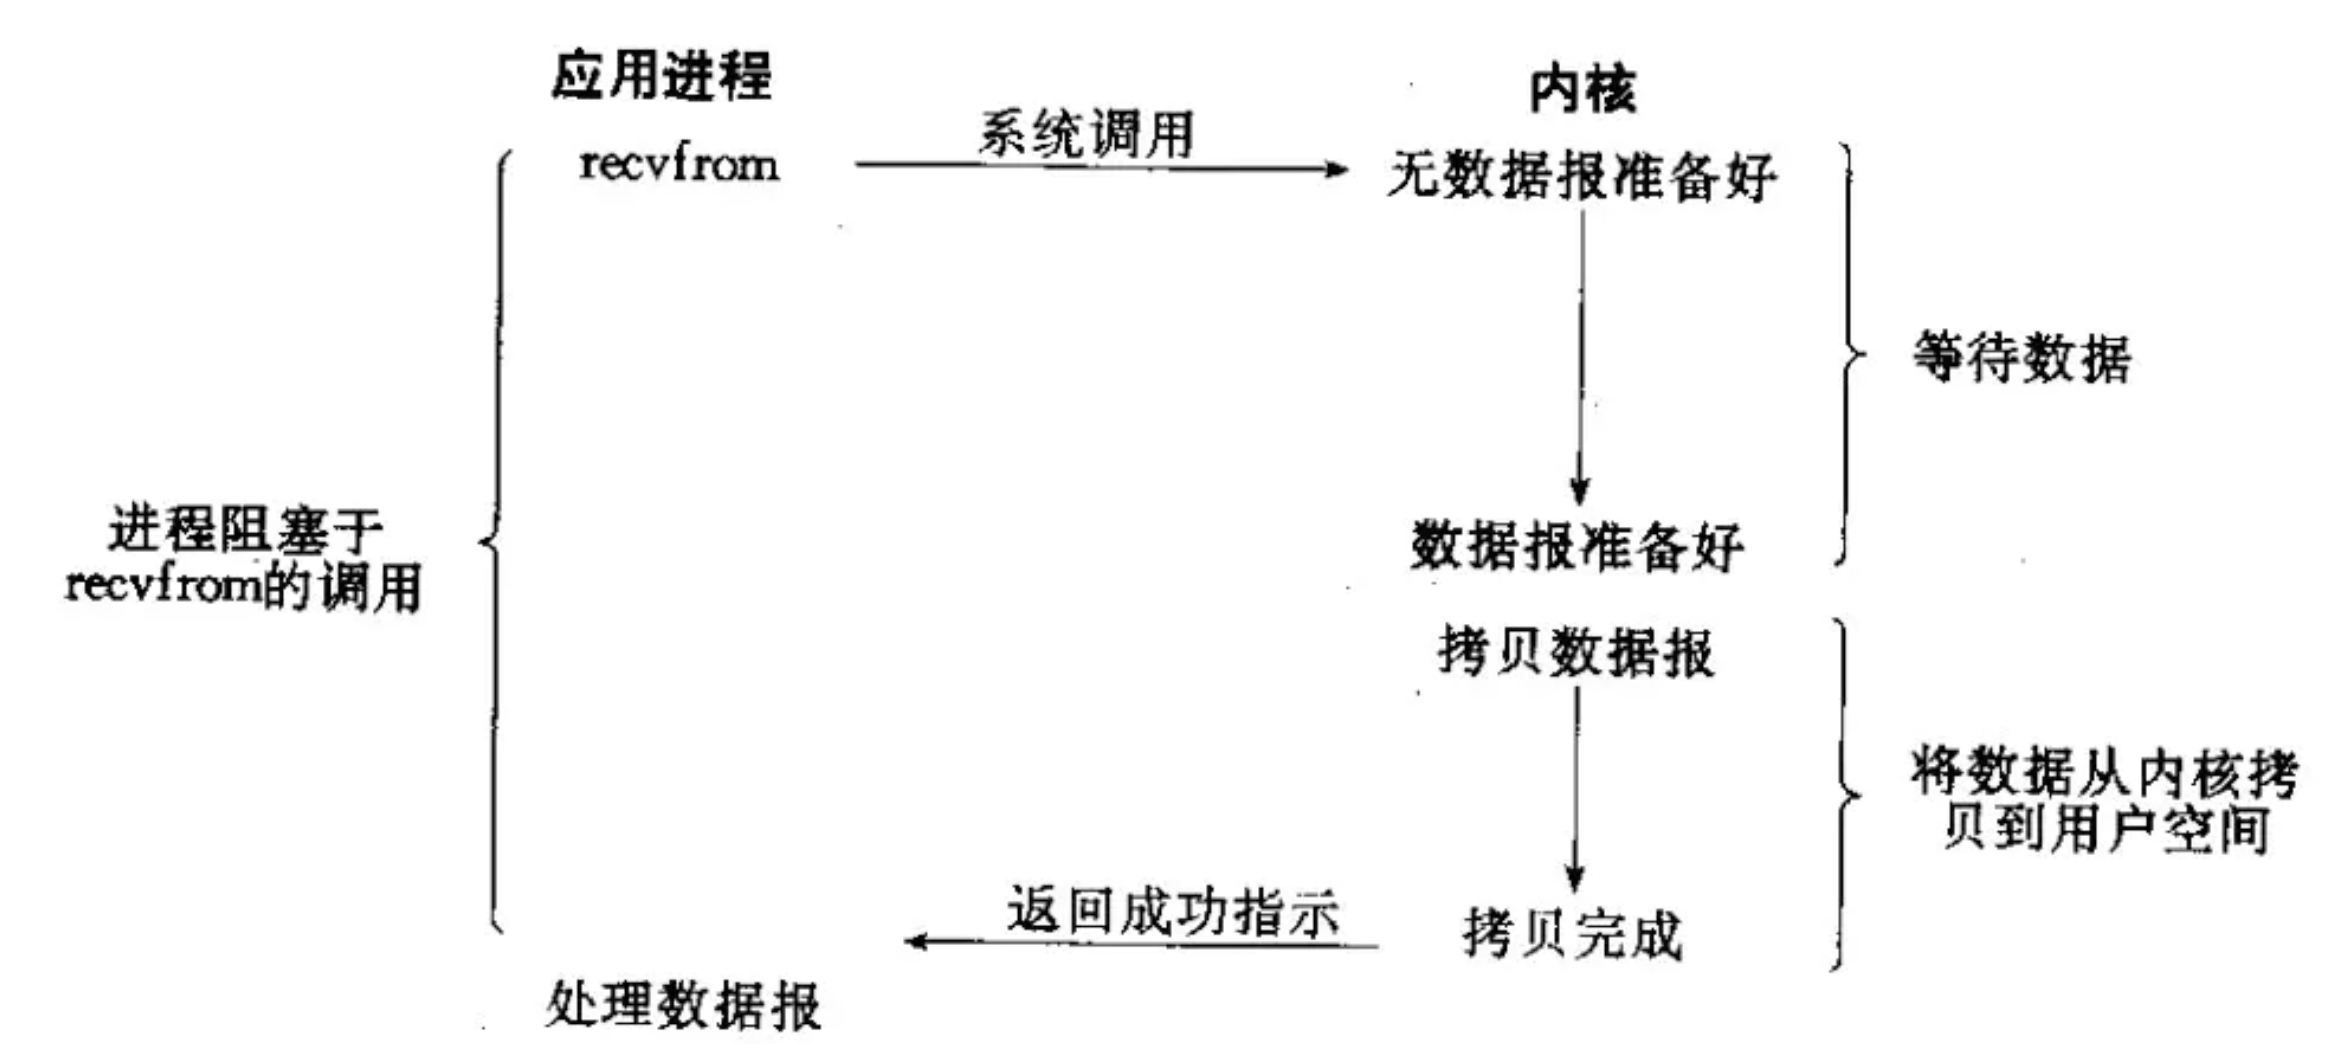 应用进程
内核
系统调用
recvfrom
无数据报准备好
等待数据
进程阻塞于
recvfrom的调用
数据报准备好
拷贝数据报
将数据从内核拷
贝到用户空间
返回成功指示
拷贝完成
处理数据报